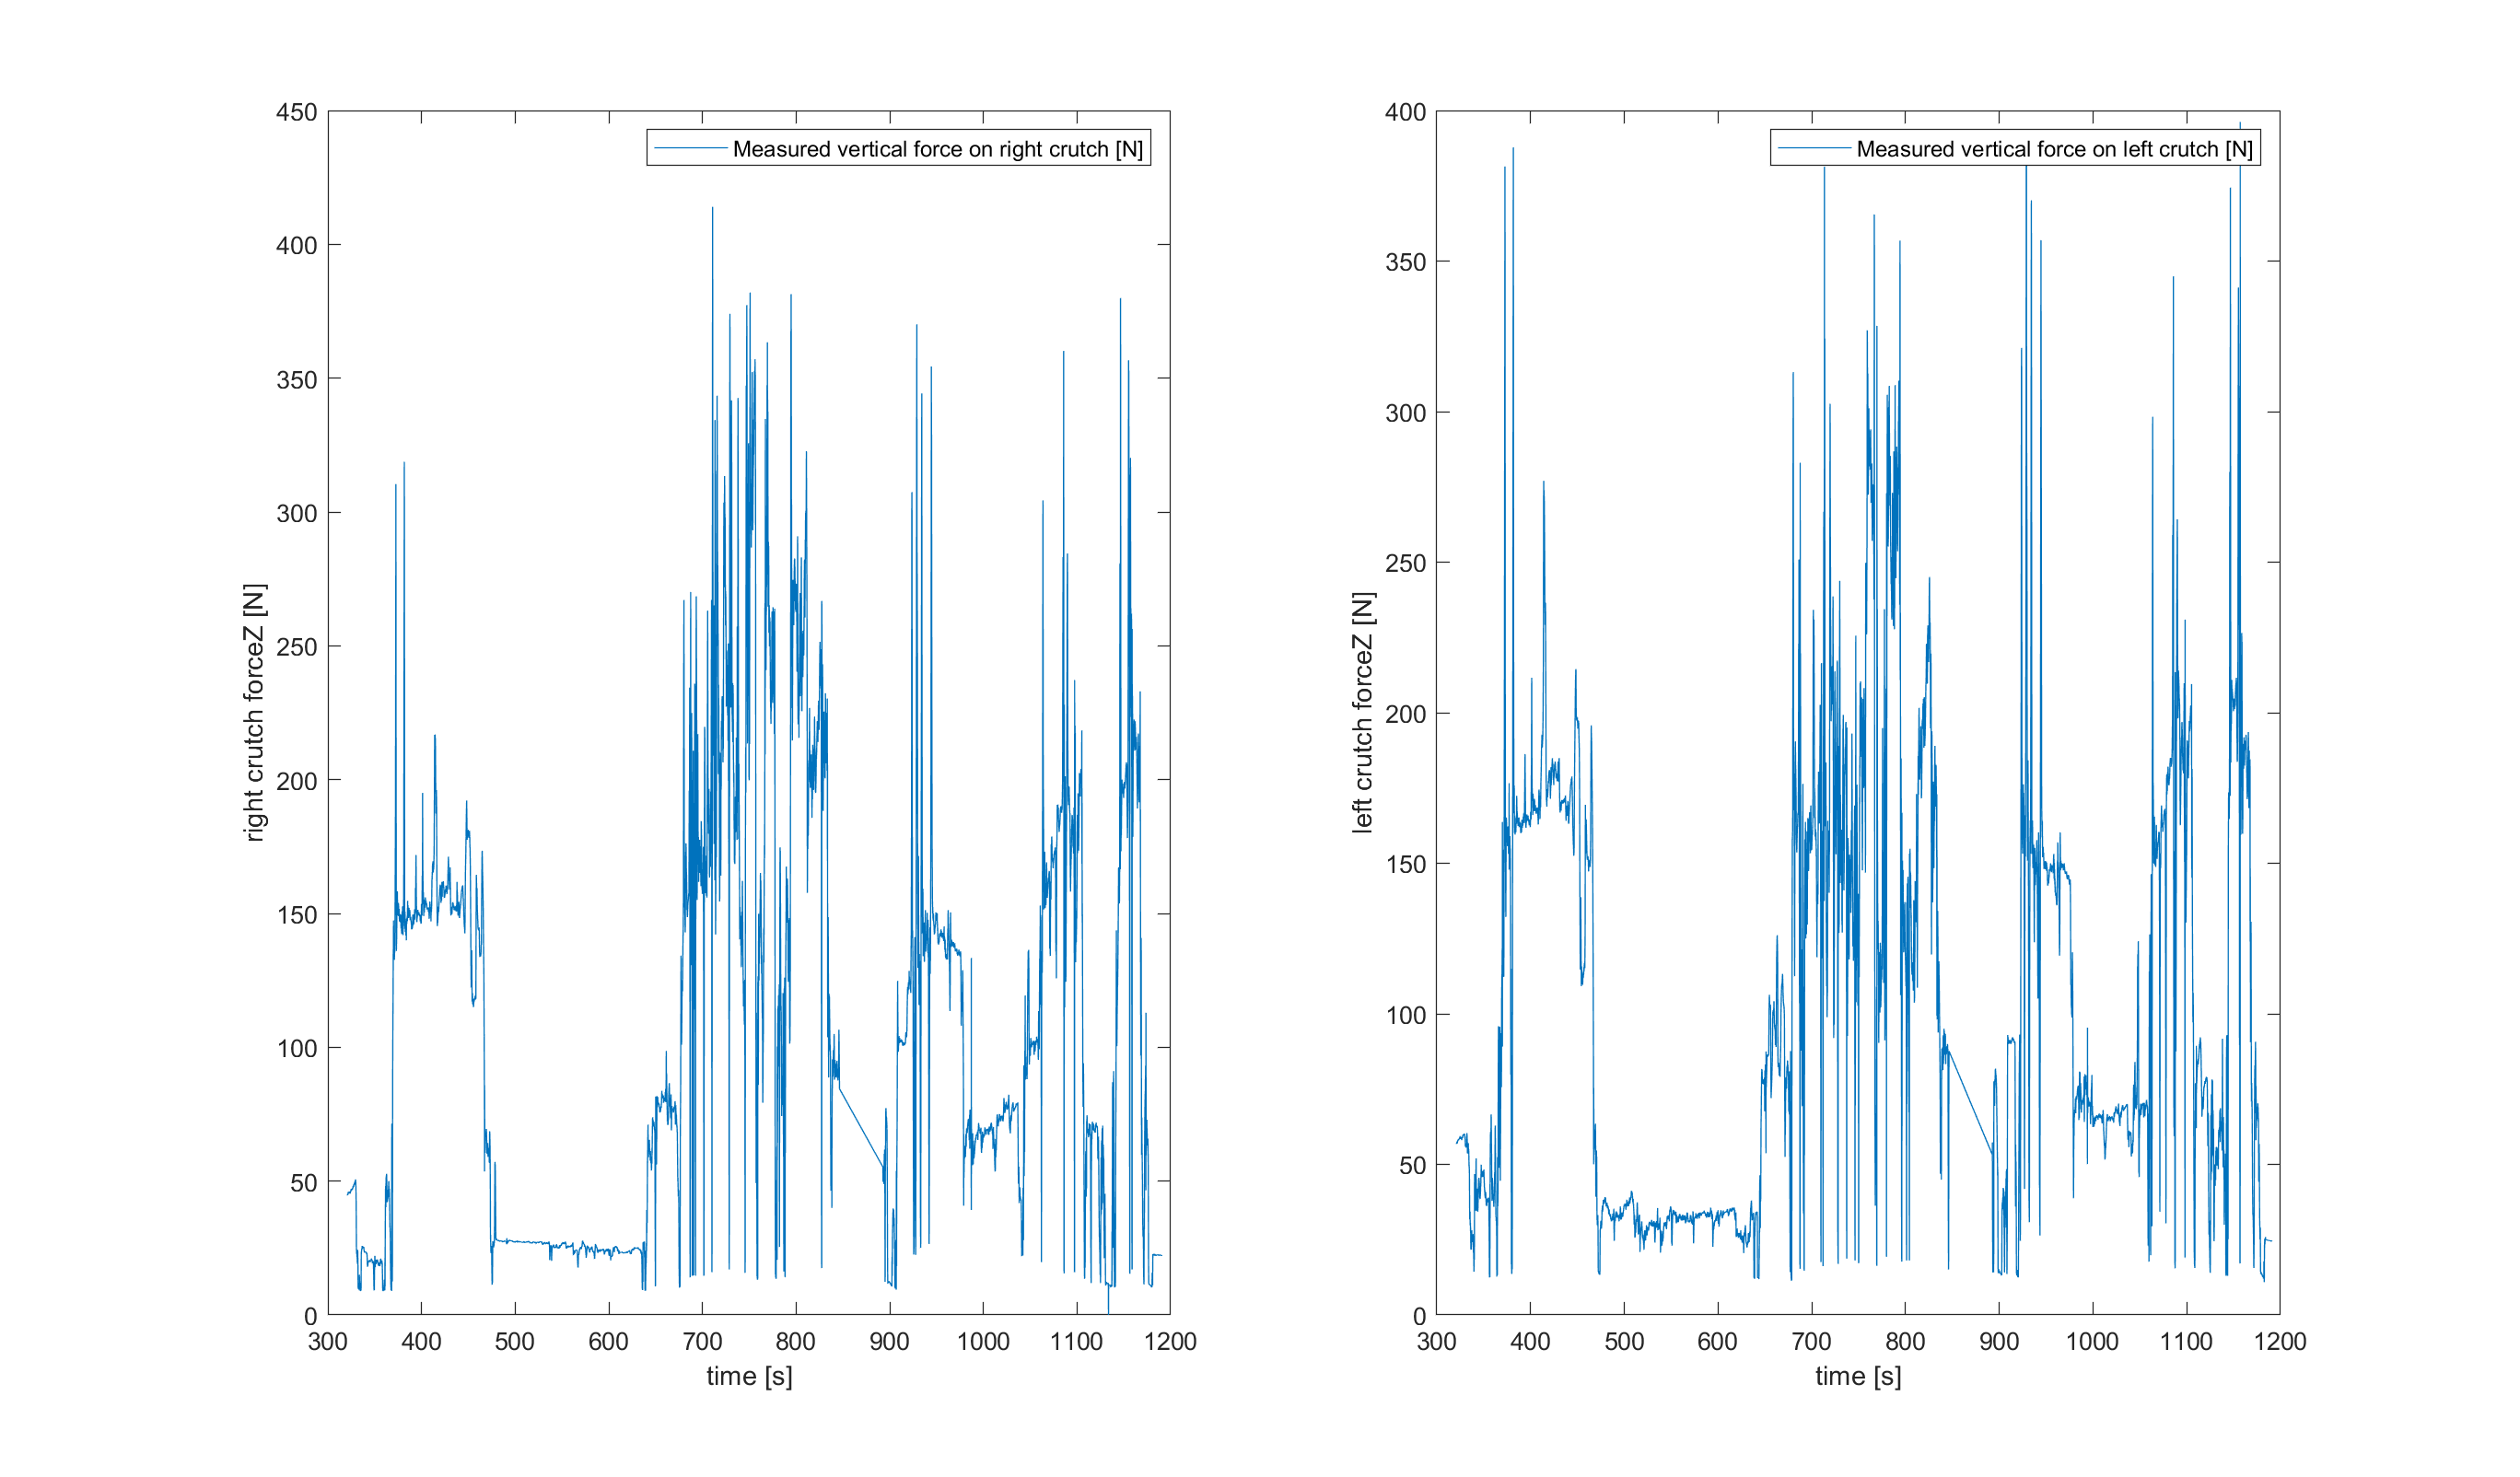 450
400
350
300
250
200
150
100
50
0
right crutch forceZ [N]
Measured vertical force on right crutch [N]
300 400 500 600 700 800 900 1000 1100 1200
time [s]
400
350
300
250
200
150
100
50
0
left crutch forceZ [N]
Measured vertical force on left crutch [N]
300 400 500 600 700 800 900 1000 1100 1200
time [s]